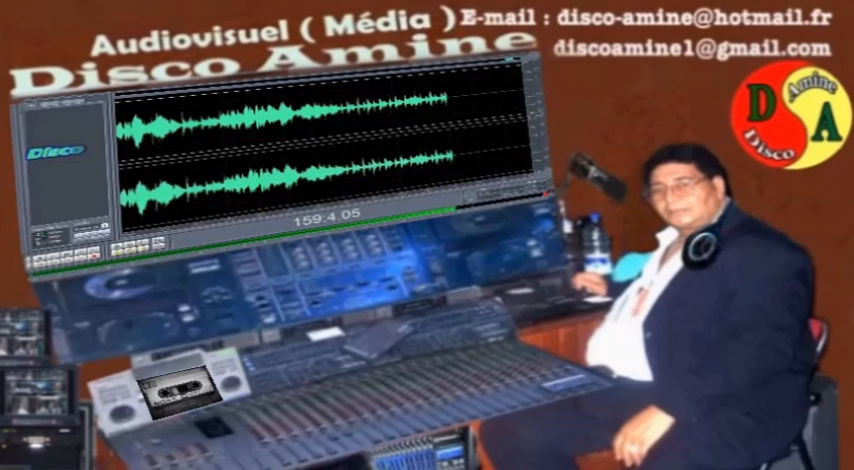 Audiovisuel ( Média )
E-mail : disco-amine@hotmail.fr
Disco Amine
discoamine1@gmail.com
D Amine
Disco A
Disco
159:4.05